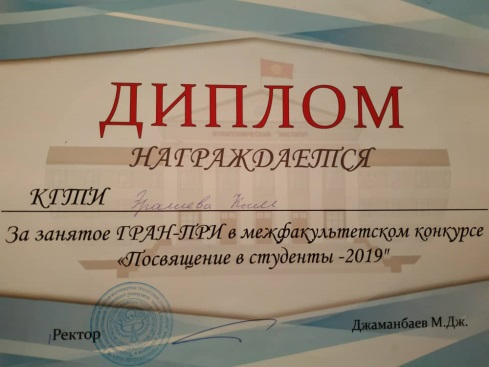 ДИПЛОМ
НАГРАЖДАЕТСЯ
КГТИ
За занятое ГРАН-ПРИ в межфакультетском конкурсе
«Посвящение в студенты -2019"
Ректор Джаманбаев М.Дж.